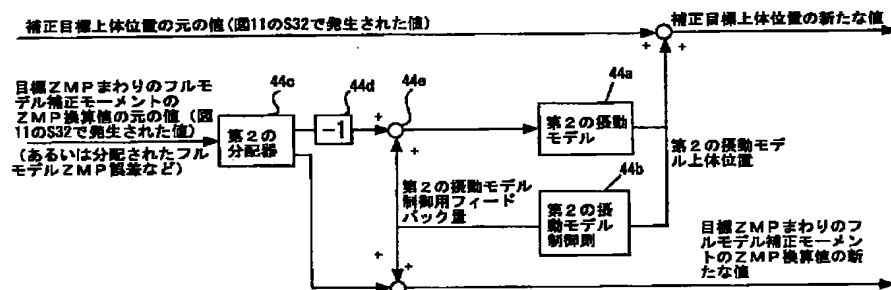 補正目標上体位置の元の値(図11のS32で発生された値)
補正目標上体位置の新たな値
目標ZMPまわりのフルモ
デル補正モーメントの
ZMP換算値の元の値(図
11のS32で発生された値)
(あるいは分配されたフル
モデルZMP誤差など)
44c
第2の
分配器
44d
-1
44e
44a
第2の摂動
モデル
第2の摂動モデ
ル上体位置
44b
第2の摂
動モデル
制御則
第2の摂動モデル
制御用フィード
バック量
目標ZMPまわりのフ
ルモデル補正モーメン
トのZMP換算値の新
たな値
+
+
+
+
+
+